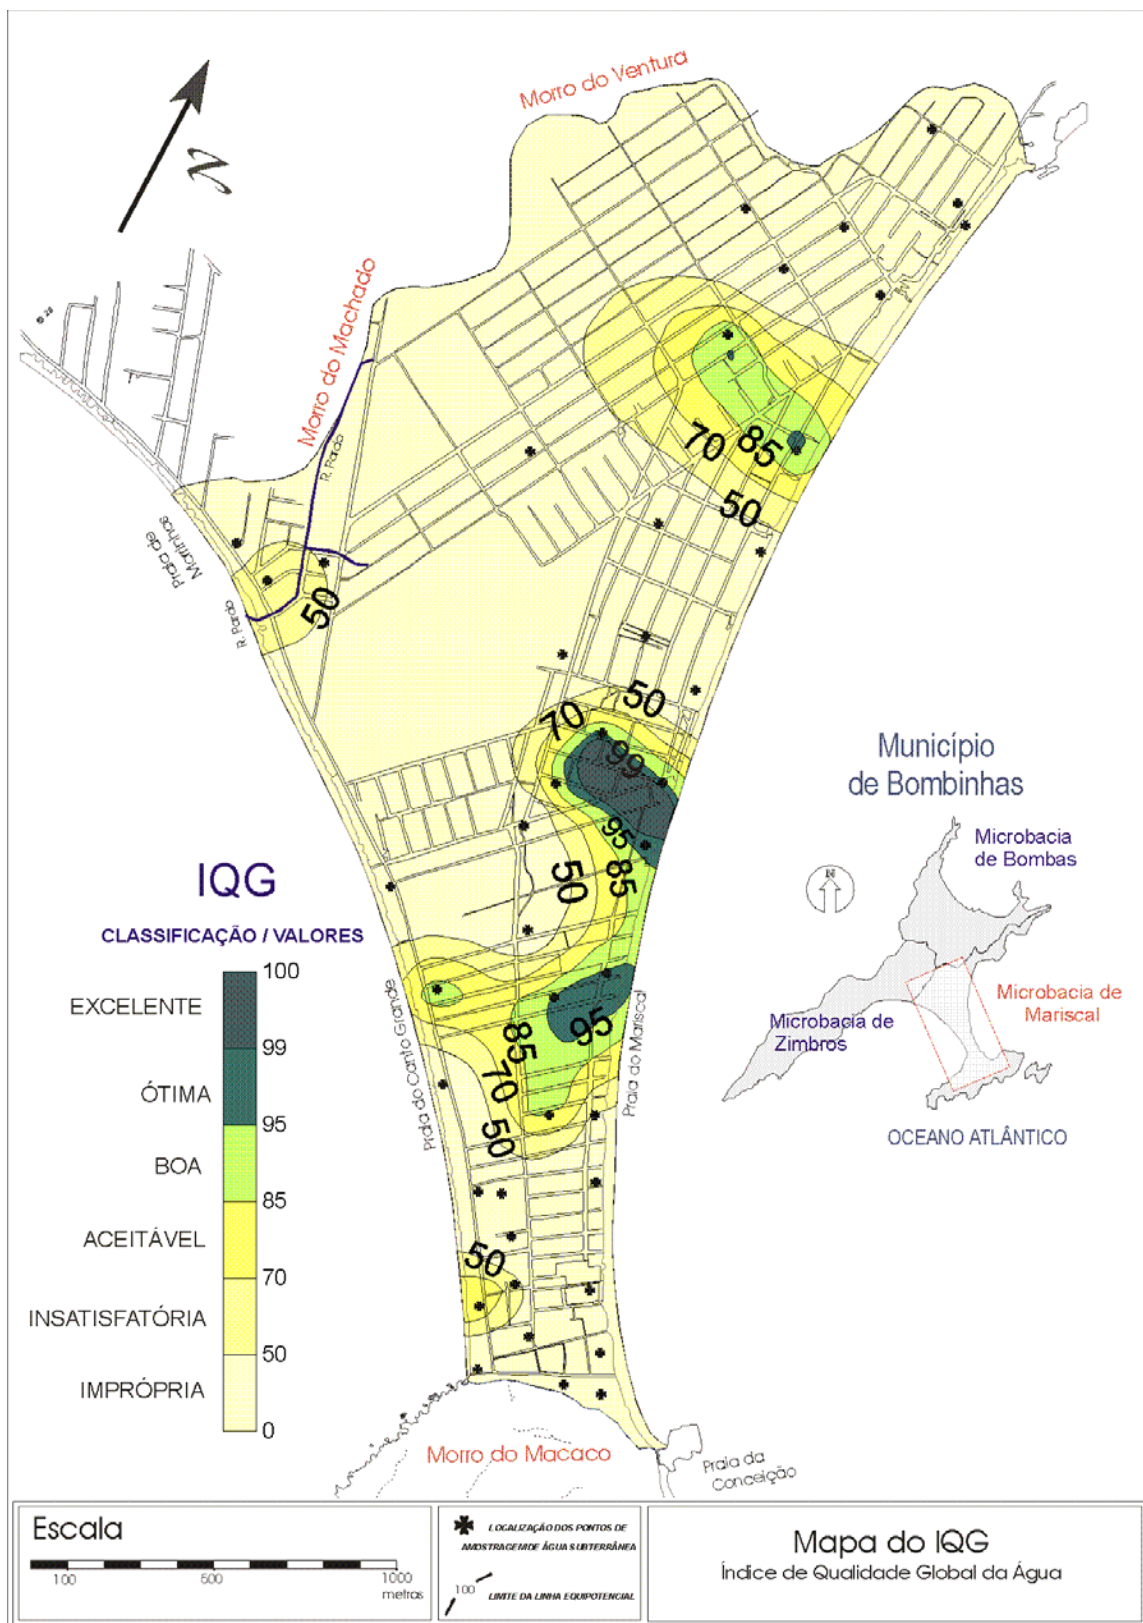 Morro do Ventura
N
Morro do Machado
R. Pardo
Praia de
Morrinhos
R. Pardo
70
85
50
50
50
70
99
95
85
50
95
85
70
50
50
Praia do Canto Grande
Praia do Mariscal
Morro do Macaco
Praia da
Conceição
IQG
CLASSIFICAÇÃO / VALORES
100
EXCELENTE
99
ÓTIMA
95
BOA
85
ACEITÁVEL
70
INSATISFATÓRIA
50
IMPRÓPRIA
0
Município
de Bombinhas
Microbacia
de Bombas
N
Microbacia de
Mariscal
Microbacia de
Zimbros
OCEANO ATLÂNTICO
Escala
100 500 1000
metros
LOCALIZAÇÃO DOS PONTOS DE
AMOSTRAGEM DE ÁGUA SUBTERRÂNEA
100 LIMITE DA LINHA EQUIPOTENCIAL
Mapa do IQG
Índice de Qualidade Global da Água